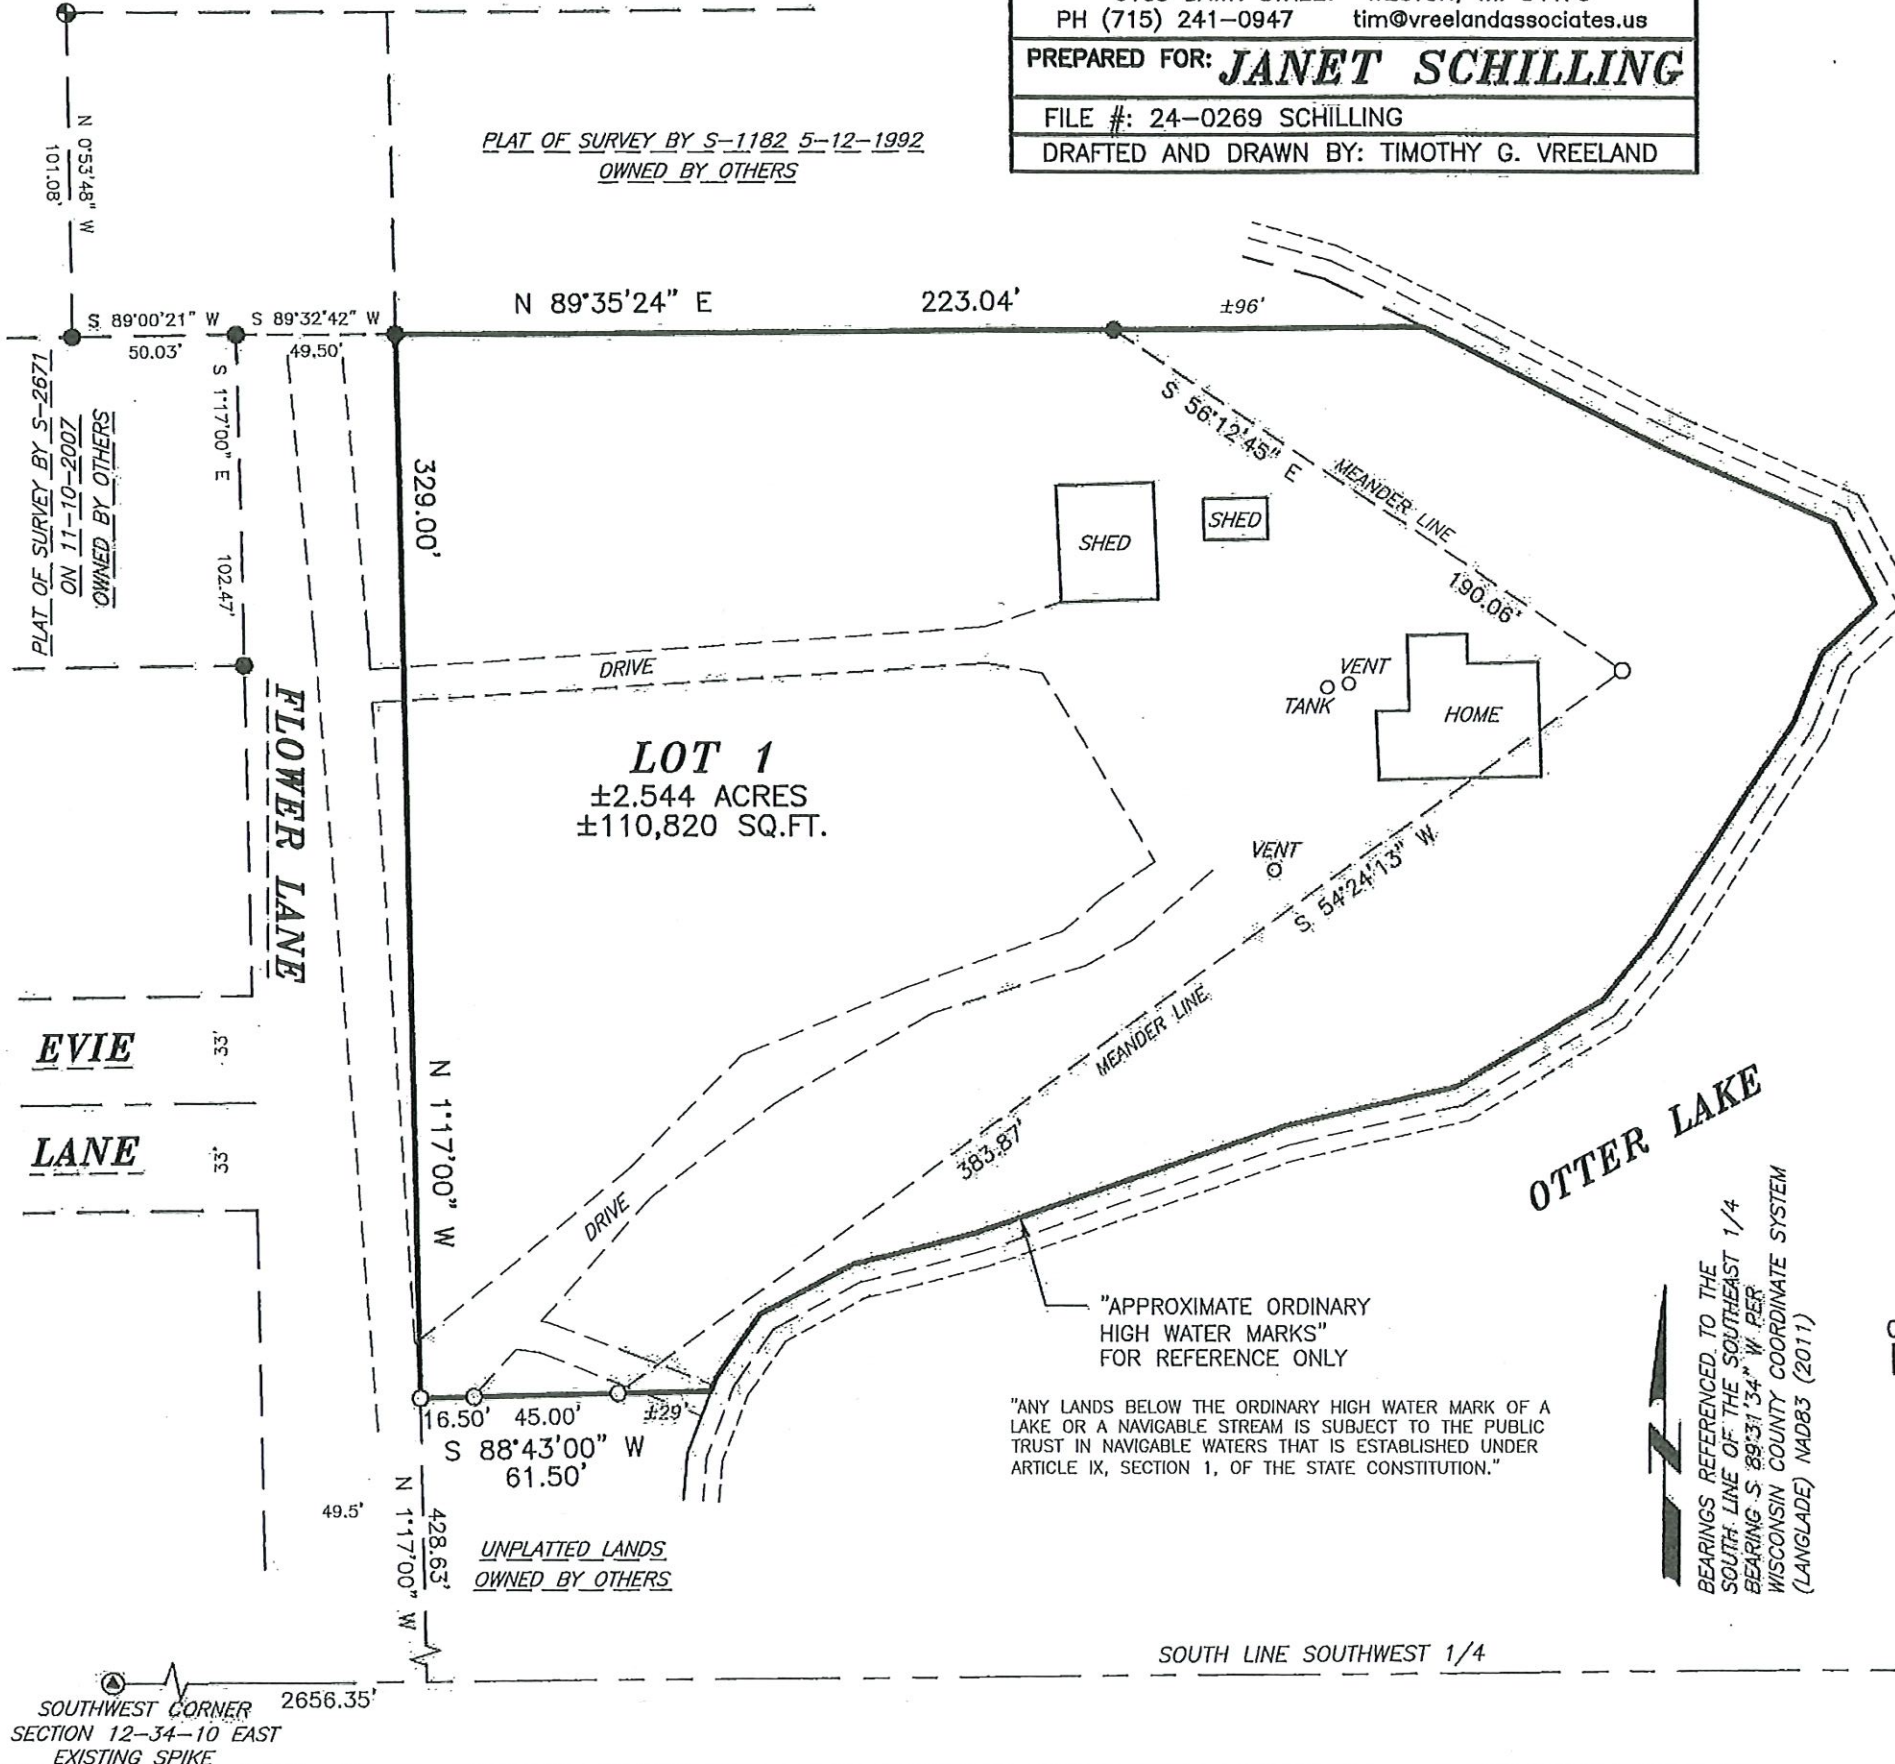 PH (715) 241-0947 tim@vreelandassociates.us
PREPARED FOR: JANET SCHILLING
FILE #: 24-0269 SCHILLING
DRAFTED AND DRAWN BY: TIMOTHY G. VREELAND
PLAT OF SURVEY BY S-1182 5-12-1992
OWNED BY OTHERS
N 0°53'48" W
101.08'
S 89°00'21" W
50.03'
S 89°32'42" W
49.50'
N 89°35'24" E 223.04'
±96'
PLAT OF SURVEY BY S-2671
ON 11-10-2007
OWNED BY OTHERS
S 1°17'00" E
102.47'
329.00'
S 56°12'45" E
MEANDER LINE
190.06'
SHED
SHED
DRIVE
VENT
TANK
HOME
FLOWER LANE
LOT 1
±2.544 ACRES
±110,820 SQ.FT.
VENT
S 54°24'13" W
MEANDER LINE
383.87'
EVIE
33'
LANE
33'
N 1°17'00" W
DRIVE
OTTER LAKE
"APPROXIMATE ORDINARY
HIGH WATER MARKS"
FOR REFERENCE ONLY
16.50' 45.00' ±29'
S 88°43'00" W
61.50'
"ANY LANDS BELOW THE ORDINARY HIGH WATER MARK OF A
LAKE OR A NAVIGABLE STREAM IS SUBJECT TO THE PUBLIC
TRUST IN NAVIGABLE WATERS THAT IS ESTABLISHED UNDER
ARTICLE IX, SECTION 1, OF THE STATE CONSTITUTION."
BEARINGS REFERENCED TO THE
SOUTH LINE OF THE SOUTHEAST 1/4
BEARING S 89°31'34" W PER
WISCONSIN COUNTY COORDINATE SYSTEM
(LANGLADE) NAD83 (2011)
N
49.5'
N 1°17'00" W
428.63'
UNPLATTED LANDS
OWNED BY OTHERS
SOUTH LINE SOUTHWEST 1/4
2656.35'
SOUTHWEST CORNER
SECTION 12-34-10 EAST
EXISTING SPIKE